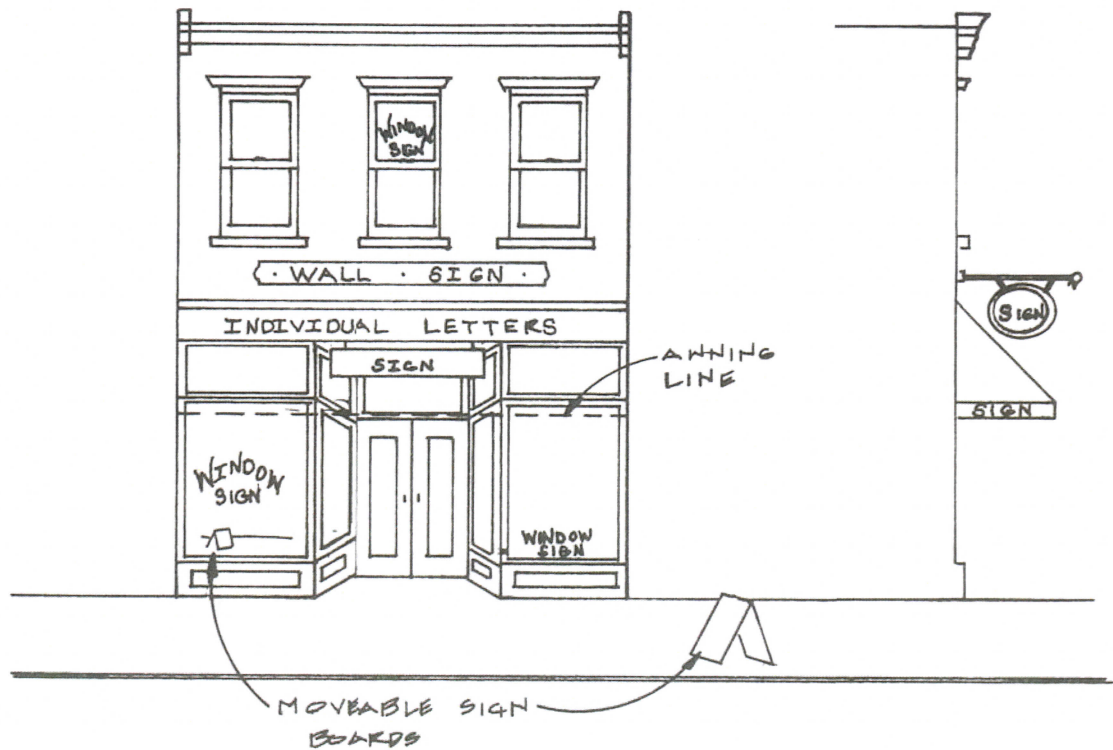 WINDOW
SIGN
· WALL · SIGN ·
SIGN
INDIVIDUAL LETTERS
SIGN
AWNING
LINE
SIGN
WINDOW
SIGN
WINDOW
SIGN
MOVEABLE SIGN
BOARDS